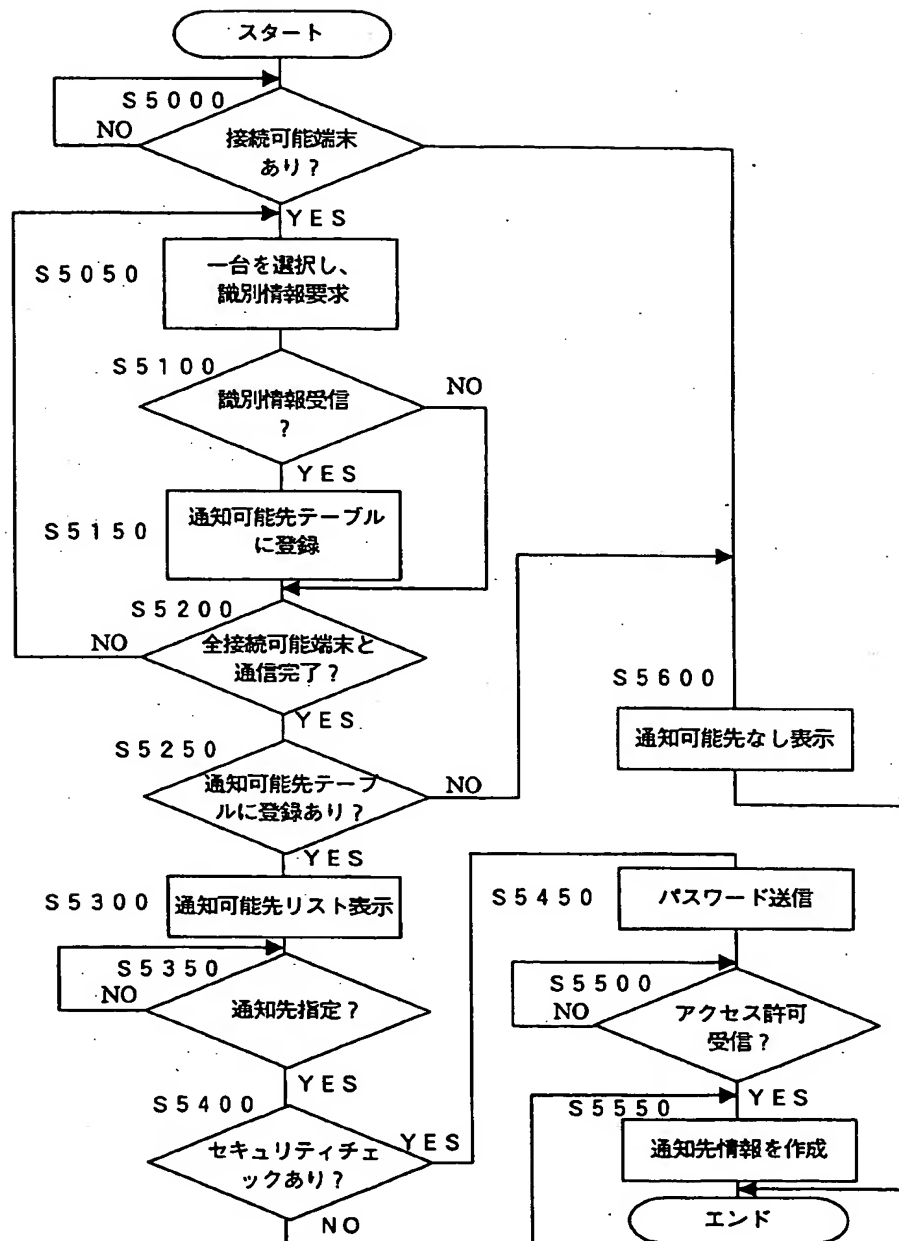 スタート
S5000
NO
接続可能端末
あり？
YES
S5050
一台を選択し、
識別情報要求
S5100
NO
識別情報受信
？
YES
S5150
通知可能先テーブル
に登録
S5200
NO
全接続可能端末と
通信完了？
YES
S5250
通知可能先テーブ
ルに登録あり？
NO
YES
S5300
通知可能先リスト表示
S5350
NO
通知先指定？
YES
S5400
セキュリティチェ
ックあり？
YES
NO
S5600
通知可能先なし表示
S5450
パスワード送信
S5500
NO
アクセス許可
受信？
YES
S5550
通知先情報を作成
エンド